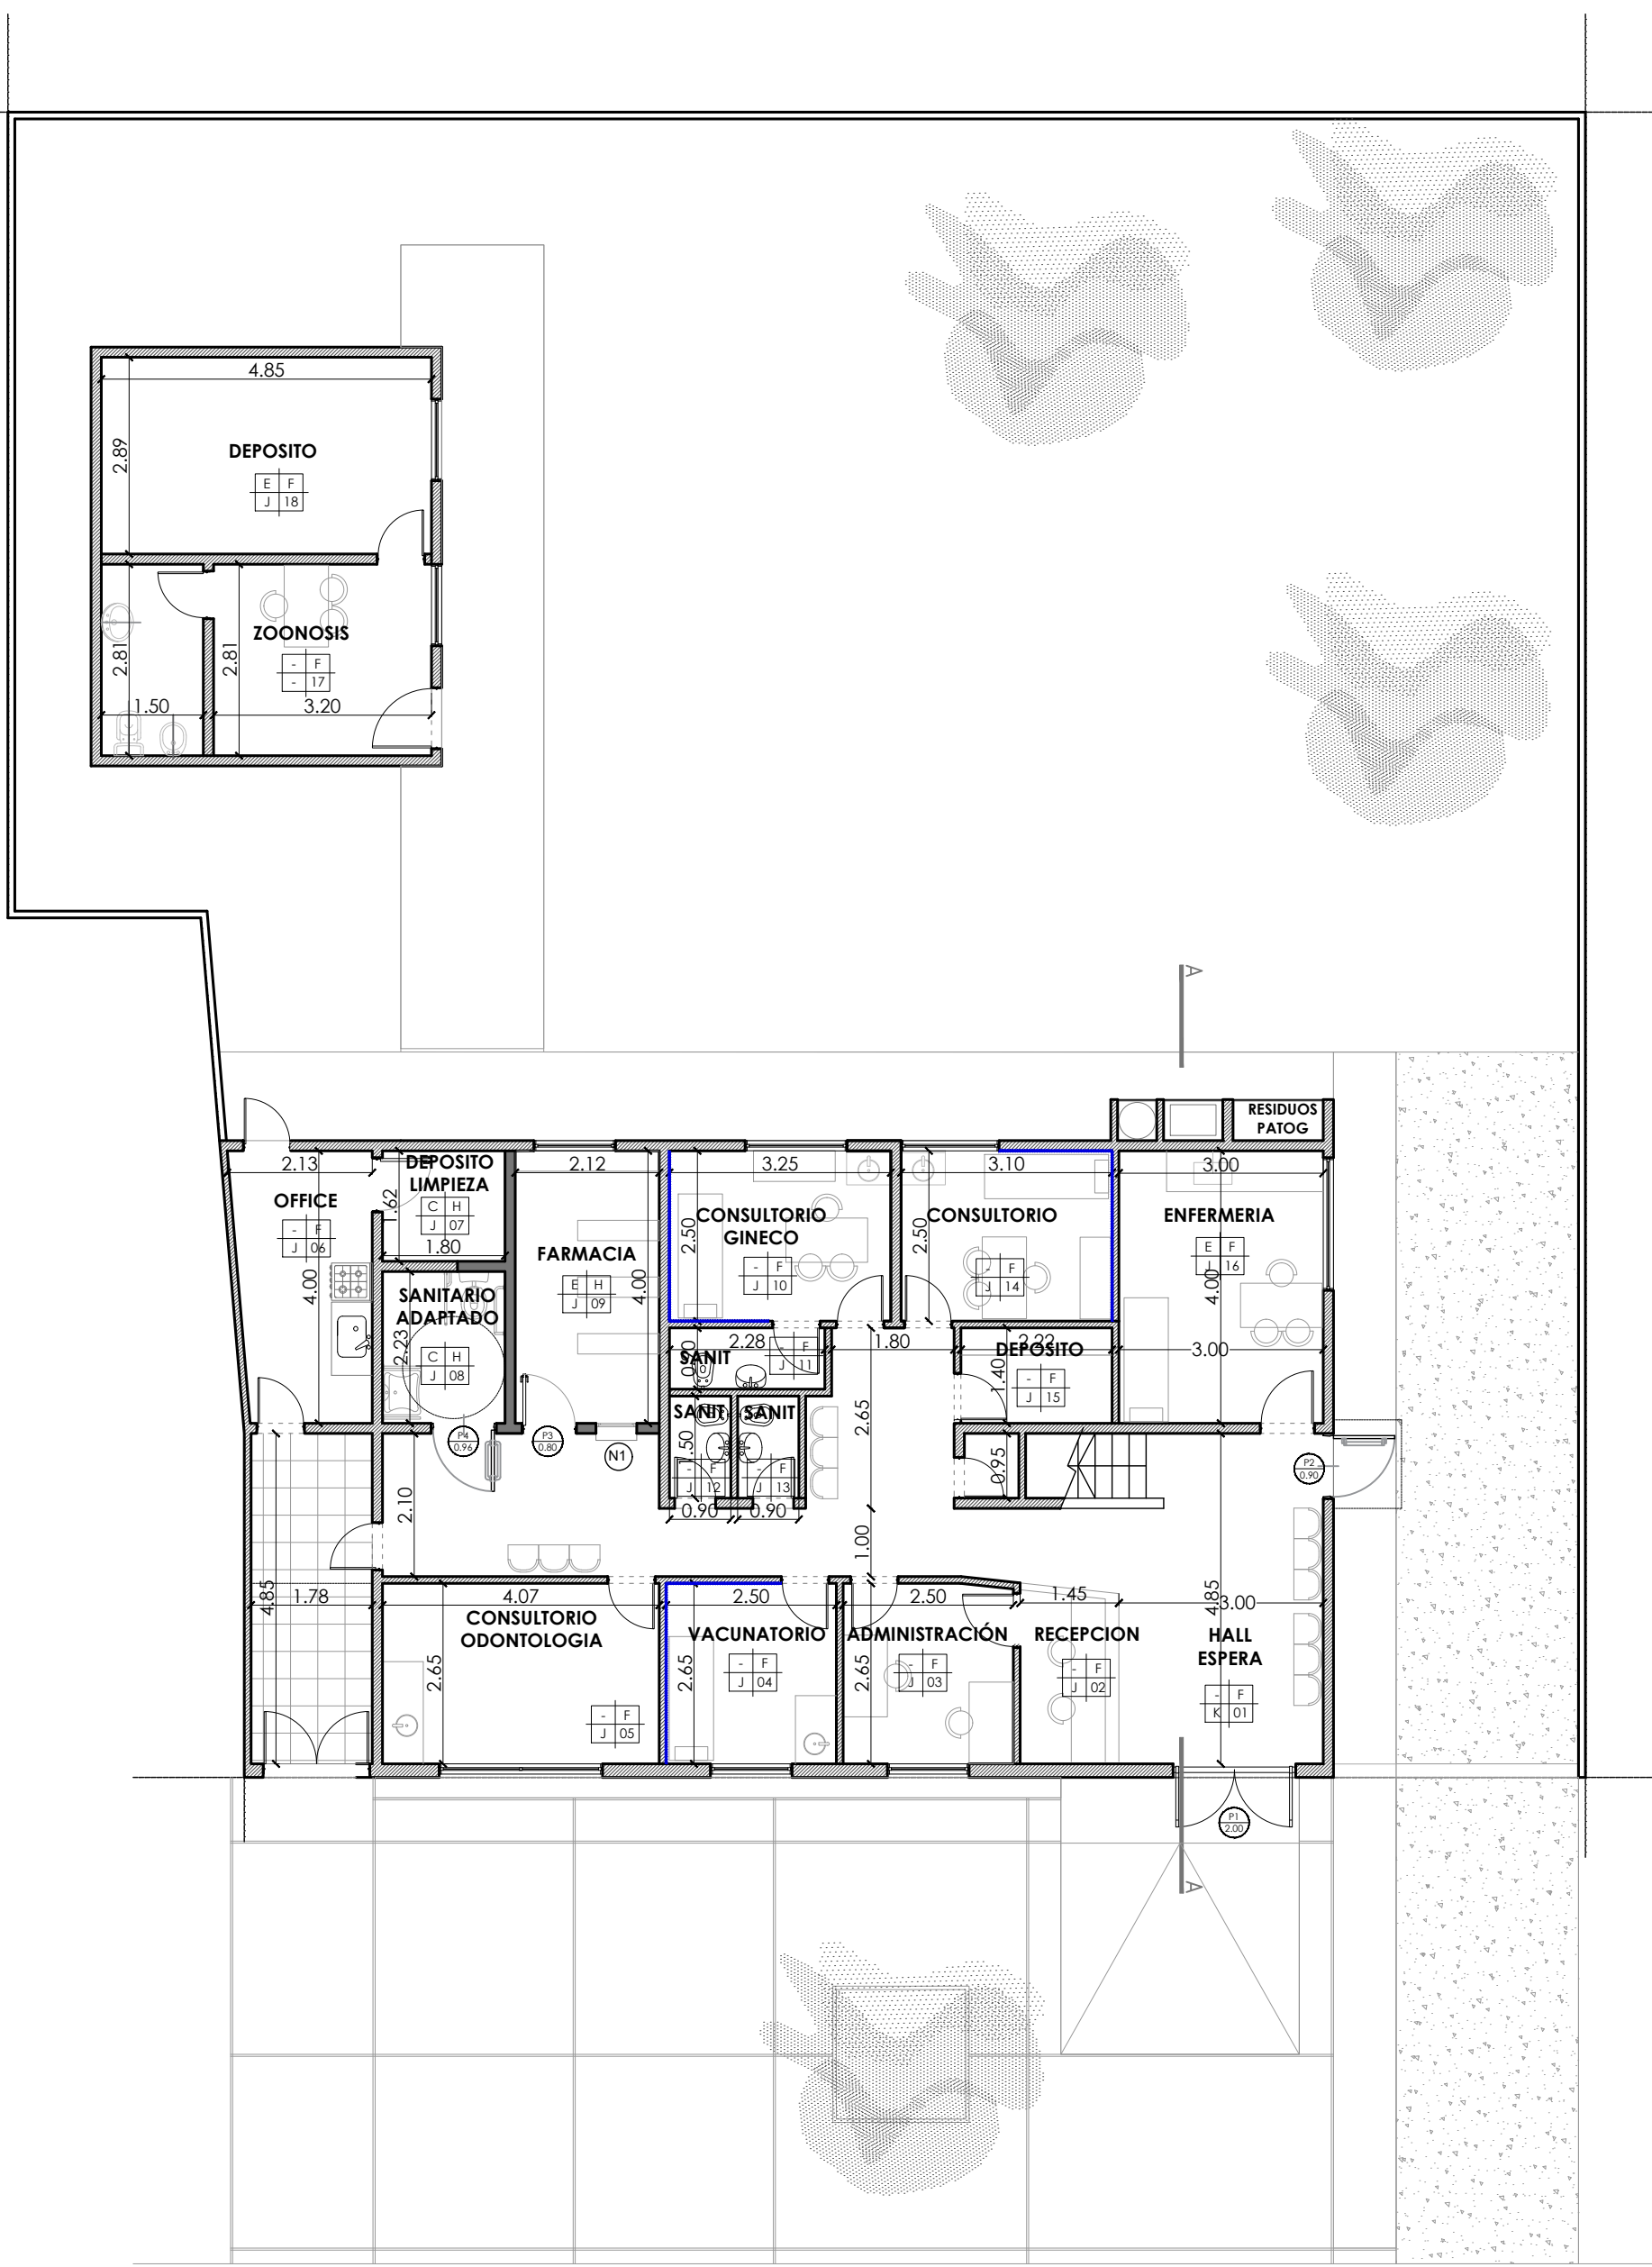 4.85
2.89
DEPOSITO
E F
J 18
2.81
2.81
ZOONOSIS
- F
- 17
1.50
3.20
A
RESIDUOS
PATOG
2.13
OFFICE
- F
J 06
4.00
DEPOSITO
LIMPIEZA
1.62
C H
J 07
1.80
SANITARIO
ADAPTADO
2.23
C H
J 08
2.12
FARMACIA
E H
J 09
4.00
3.25
CONSULTORIO
GINECO
2.50
- F
J 10
3.10
CONSULTORIO
2.50
- F
J 14
3.00
ENFERMERIA
E F
J 16
4.00
3.00
2.28
SANIT
- F
J 11
1.80
2.22
DEPOSITO
1.40
- F
J 15
SANIT
SANIT
- F
J 12
- F
J 13
2.65
0.95
0.90
0.90
P4
0.96
P3
0.80
N1
P2
0.90
2.10
1.00
4.85
1.78
4.07
CONSULTORIO
ODONTOLOGIA
2.65
- F
J 05
2.50
VACUNATORIO
2.65
- F
J 04
2.50
ADMINISTRACIÓN
2.65
- F
J 03
1.45
RECEPCION
- F
J 02
4.85
3.00
HALL
ESPERA
- F
K 01
P1
2.00
A